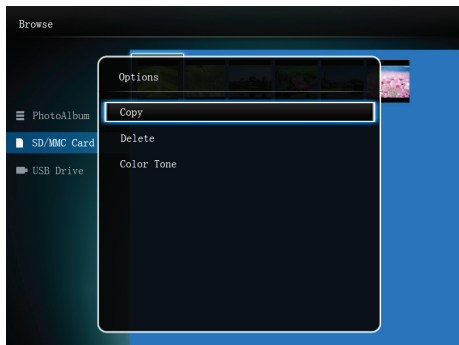 Browse
Options
Copy
Delete
Color Tone
PhotoAlbum
SD/MMC Card
USB Drive